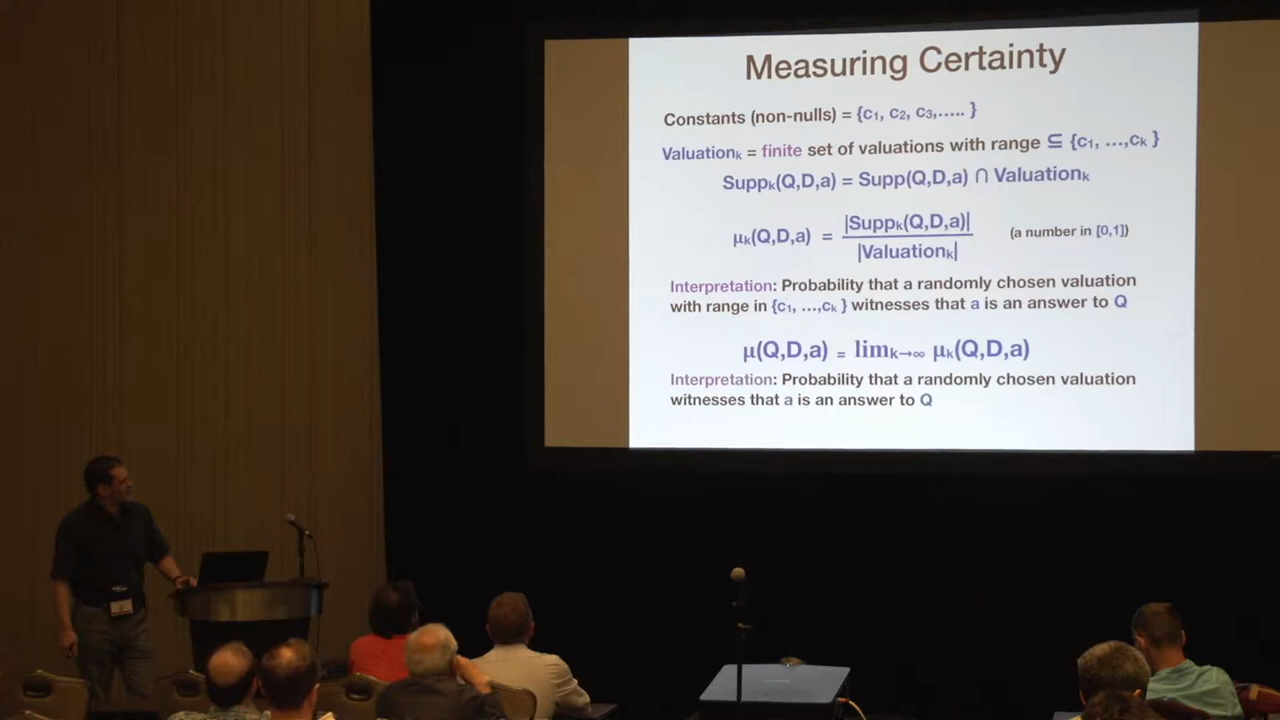 Measuring Certainty
Constants (non-nulls) = {c₁, c₂, c₃,..... }
Valuationₖ = finite set of valuations with range ⊆ {c₁, ...,cₖ }
Suppₖ(Q,D,a) = Supp(Q,D,a) ∩ Valuationₖ
μₖ(Q,D,a) = |Suppₖ(Q,D,a)| / |Valuationₖ| (a number in [0,1])
Interpretation: Probability that a randomly chosen valuation
with range in {c₁, ...,cₖ } witnesses that a is an answer to Q
μ(Q,D,a) = limₖ→∞ μₖ(Q,D,a)
Interpretation: Probability that a randomly chosen valuation
witnesses that a is an answer to Q